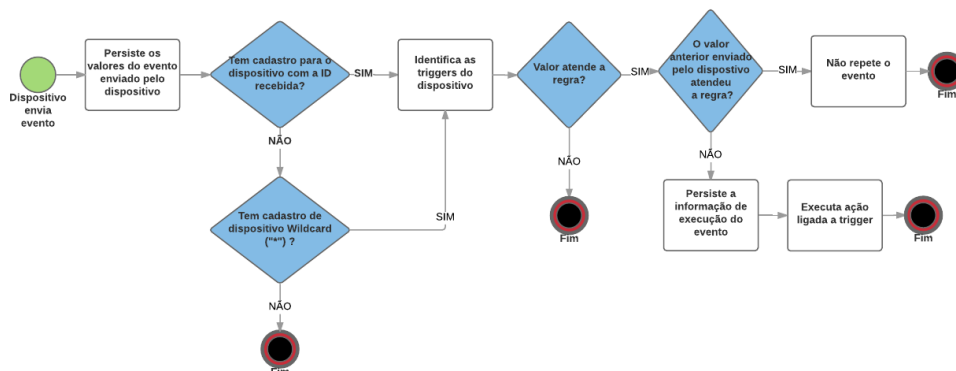 Dispositivo
envia
evento
Persiste os
valores do evento
enviado pelo
dispositivo
Tem cadastro para o
dispositivo com a ID
recebida?
SIM
NÃO
Tem cadastro de
dispositivo Wildcard
("*") ?
SIM
NÃO
Fim
Identifica as
triggers do
dispositivo
Valor atende a
regra?
SIM
NÃO
Fim
O valor
anterior enviado
pelo dispostivo
atendeu
a regra?
SIM
Não repete o
evento
Fim
NÃO
Persiste a
informação de
execução do
evento
Executa ação
ligada a trigger
Fim